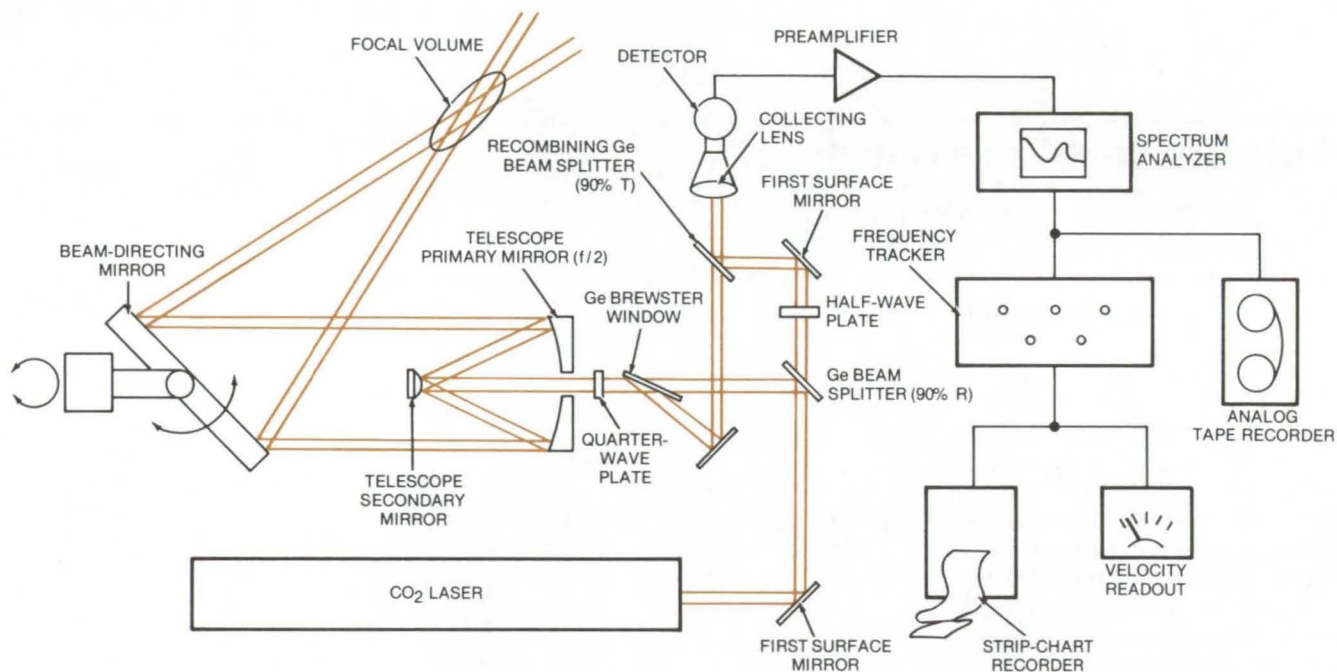 FOCAL VOLUME
PREAMPLIFIER
DETECTOR
COLLECTING
LENS
RECOMBINING Ge
BEAM SPLITTER
(90% T)
FIRST SURFACE
MIRROR
SPECTRUM
ANALYZER
BEAM-DIRECTING
MIRROR
TELESCOPE
PRIMARY MIRROR (f/2)
FREQUENCY
TRACKER
Ge BREWSTER
WINDOW
HALF-WAVE
PLATE
Ge BEAM
SPLITTER (90% R)
ANALOG
TAPE RECORDER
QUARTER-
WAVE
PLATE
TELESCOPE
SECONDARY
MIRROR
CO2 LASER
VELOCITY
READOUT
FIRST SURFACE
MIRROR
STRIP-CHART
RECORDER